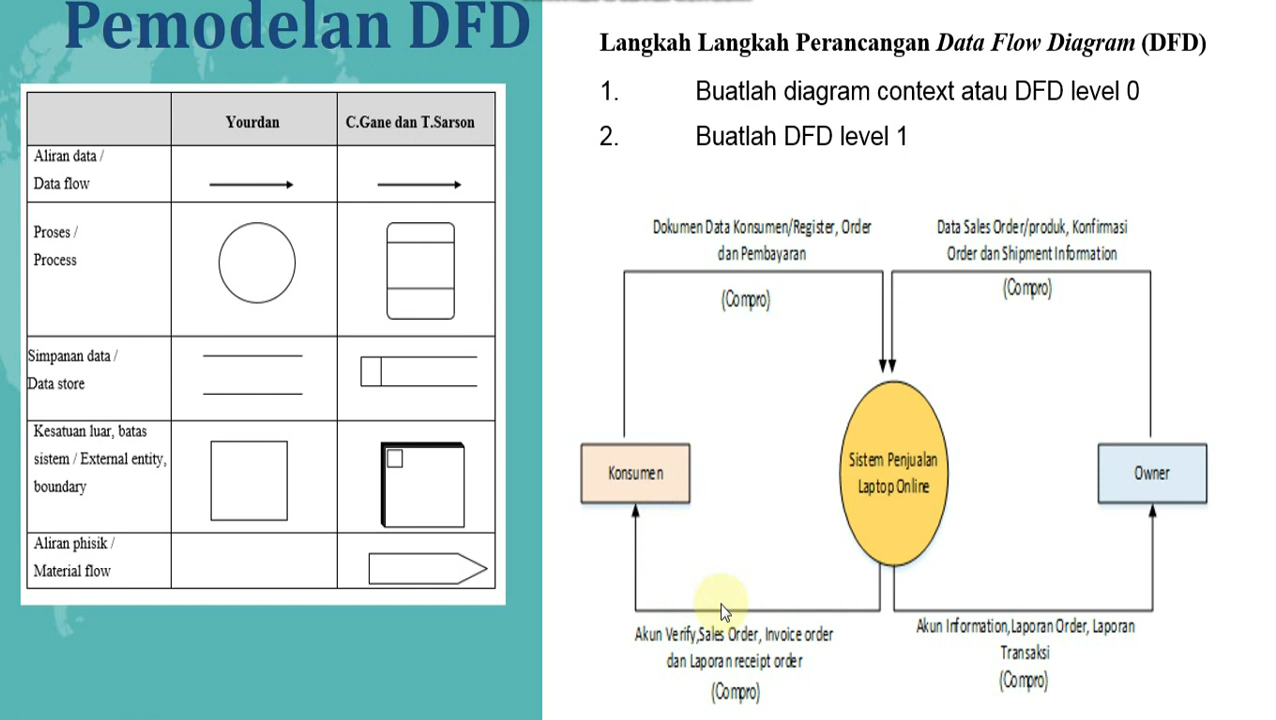 Pemodelan DFD
Yourdan
C.Gane dan T.Sarson
Aliran data /
Data flow
Proses /
Process
Simpanan data /
Data store
Kesatuan luar, batas
sistem / External entity,
boundary
Aliran phisik /
Material flow
Langkah Langkah Perancangan Data Flow Diagram (DFD)
1. Buatlah diagram context atau DFD level 0
2. Buatlah DFD level 1
Dokumen Data Konsumen/Register, Order
dan Pembayaran
(Compro)
Data Sales Order/produk, Konfirmasi
Order dan Shipment Information
(Compro)
Konsumen
Sistem Penjualan
Laptop Online
Owner
Akun Verify,Sales Order, Invoice order
dan Laporan receipt order
(Compro)
Akun Information,Laporan Order, Laporan
Transaksi
(Compro)